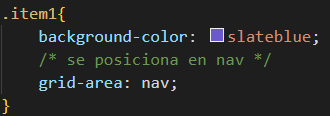 .item1{
    background-color: slateblue;
    /* se posiciona en nav */
    grid-area: nav;
}